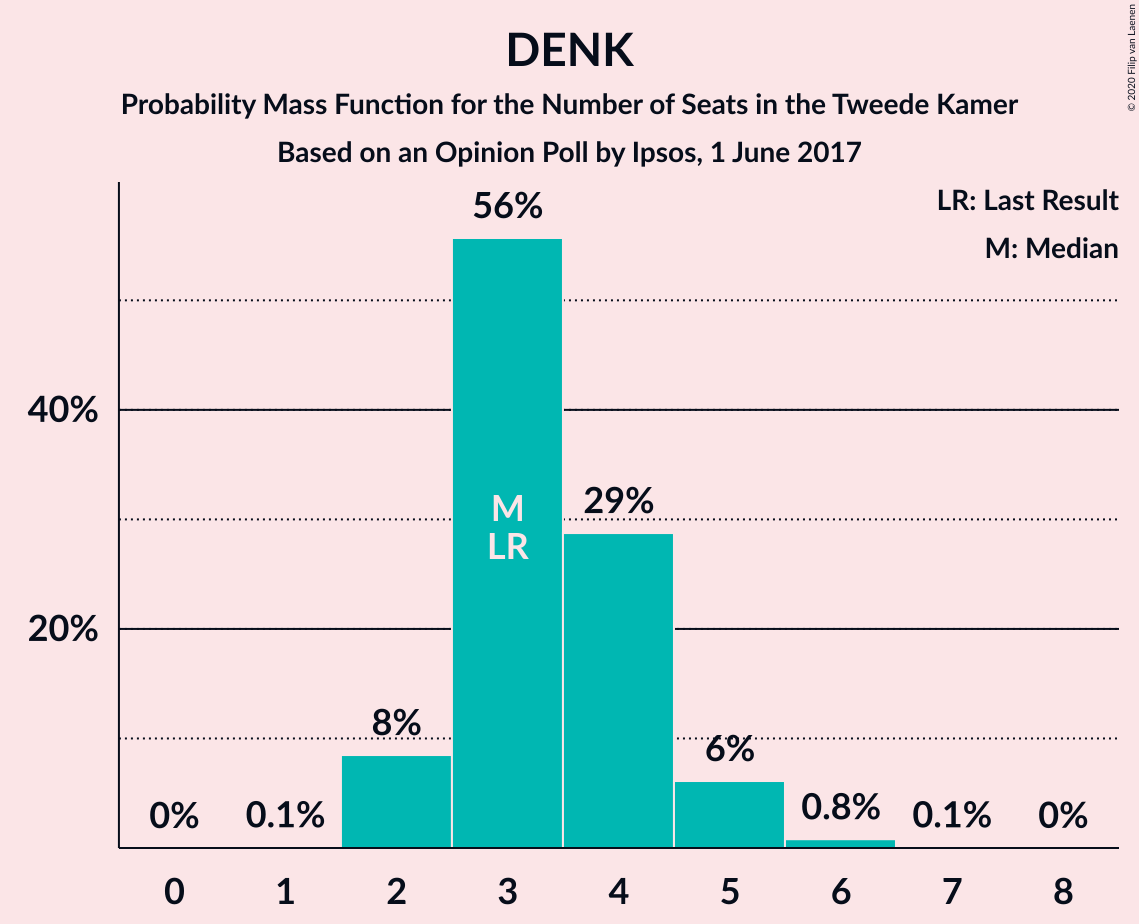 DENK
Probability Mass Function for the Number of Seats in the Tweede Kamer
Based on an Opinion Poll by Ipsos, 1 June 2017
© 2020 Filip van Laenen
LR: Last Result
M: Median
56%
40%
M
LR
29%
20%
8%
6%
0%
0.1%
0.8%
0.1%
0%
0 1 2 3 4 5 6 7 8